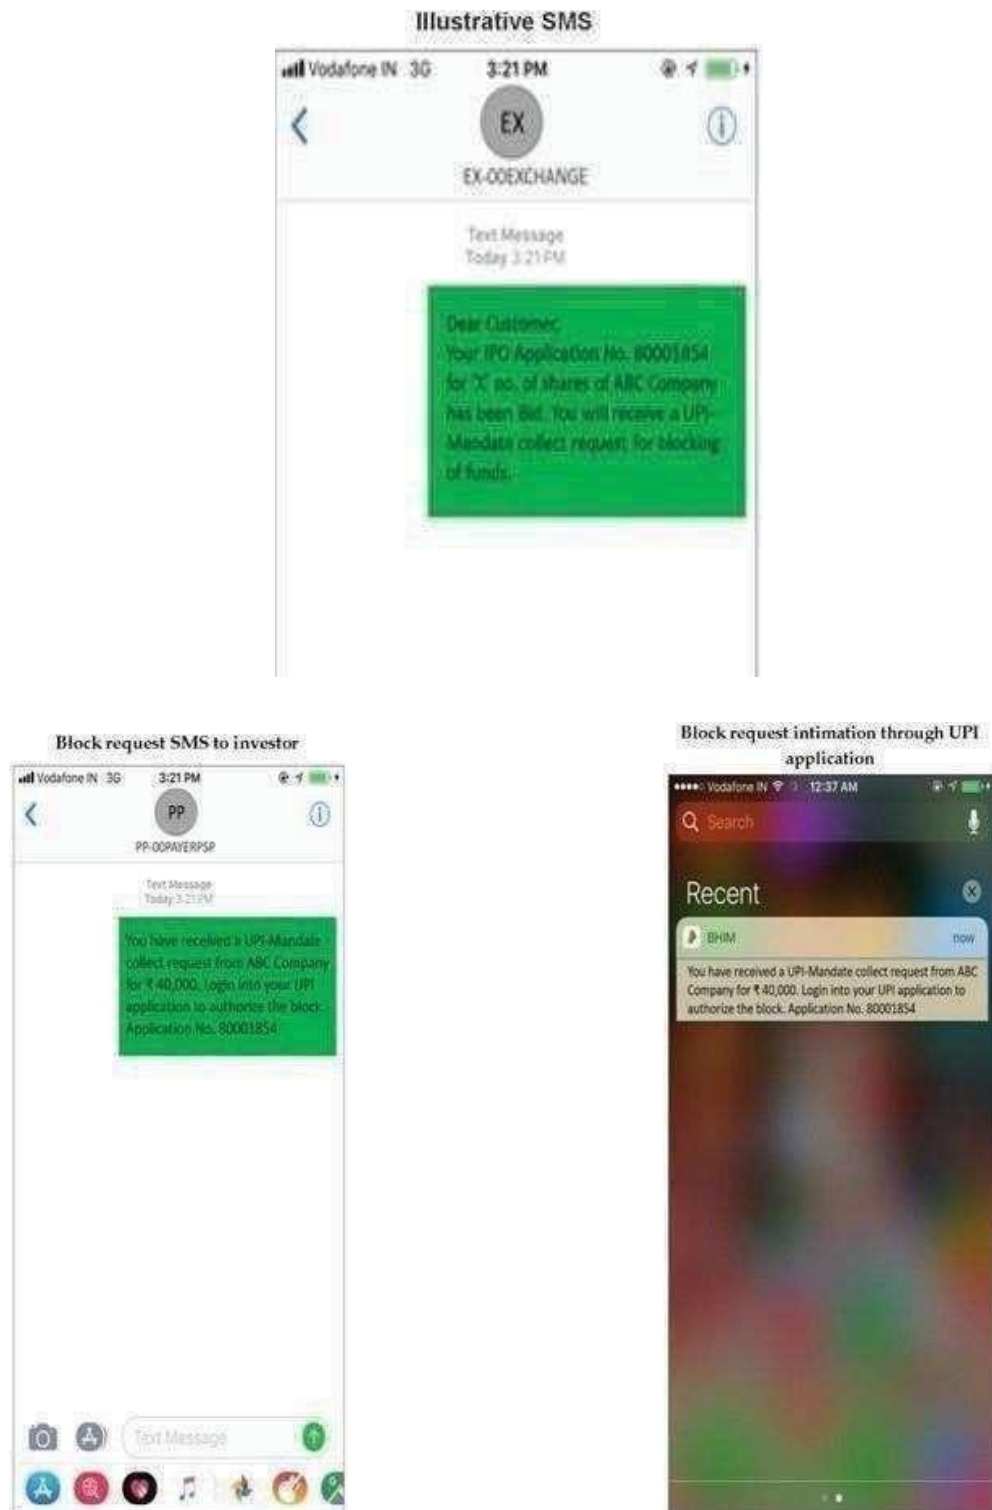 Illustrative SMS
Vodafone IN 3G 3:21 PM
EX
EX-OOEXCHANGE
Text Message
Today 3:21 PM
Dear Customer,
Your IPO Application No. 80001854
for 'X' no. of shares of ABC Company
has been Bid. You will receive a UPI-
Mandate collect request for blocking
of funds.
Block request SMS to investor
Vodafone IN 3G 3:21 PM
PP
PP-OOPAYERPSP
Text Message
Today 3:21 PM
You have received a UPI-Mandate
collect request from ABC Company
for ₹ 40,000. Login into your UPI
application to authorize the block.
Application No. 80001854
Text Message
Block request intimation through UPI
application
Vodafone IN 12:37 AM
Search
Recent
BHIM now
You have received a UPI-Mandate collect request from ABC
Company for ₹ 40,000. Login into your UPI application to
authorize the block. Application No. 80001854